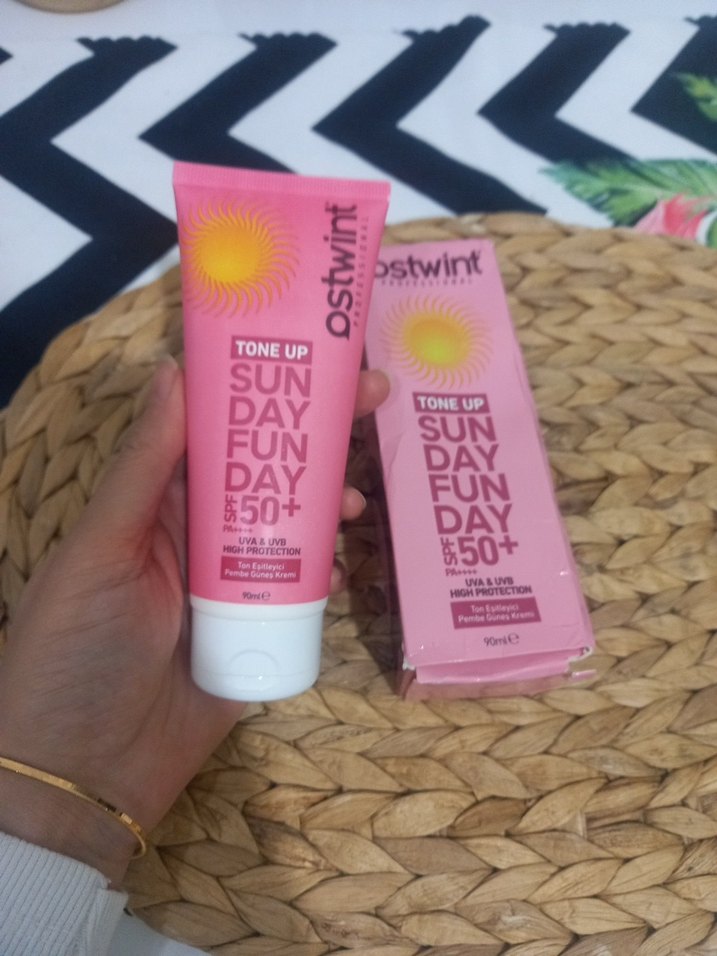 Ostwint
PROFESSIONAL
TONE UP
SUN
DAY
FUN
DAY
SPF 50+
PA++++
UVA & UVB
HIGH PROTECTION
Ton Eşitleyici
Pembe Güneş Kremi
90ml ℮
ostwint
PROFESSIONAL
TONE UP
SUN
DAY
FUN
DAY
SPF 50+
PA++++
UVA & UVB
HIGH PROTECTION
Ton Eşitleyici
Pembe Güneş Kremi
90ml ℮